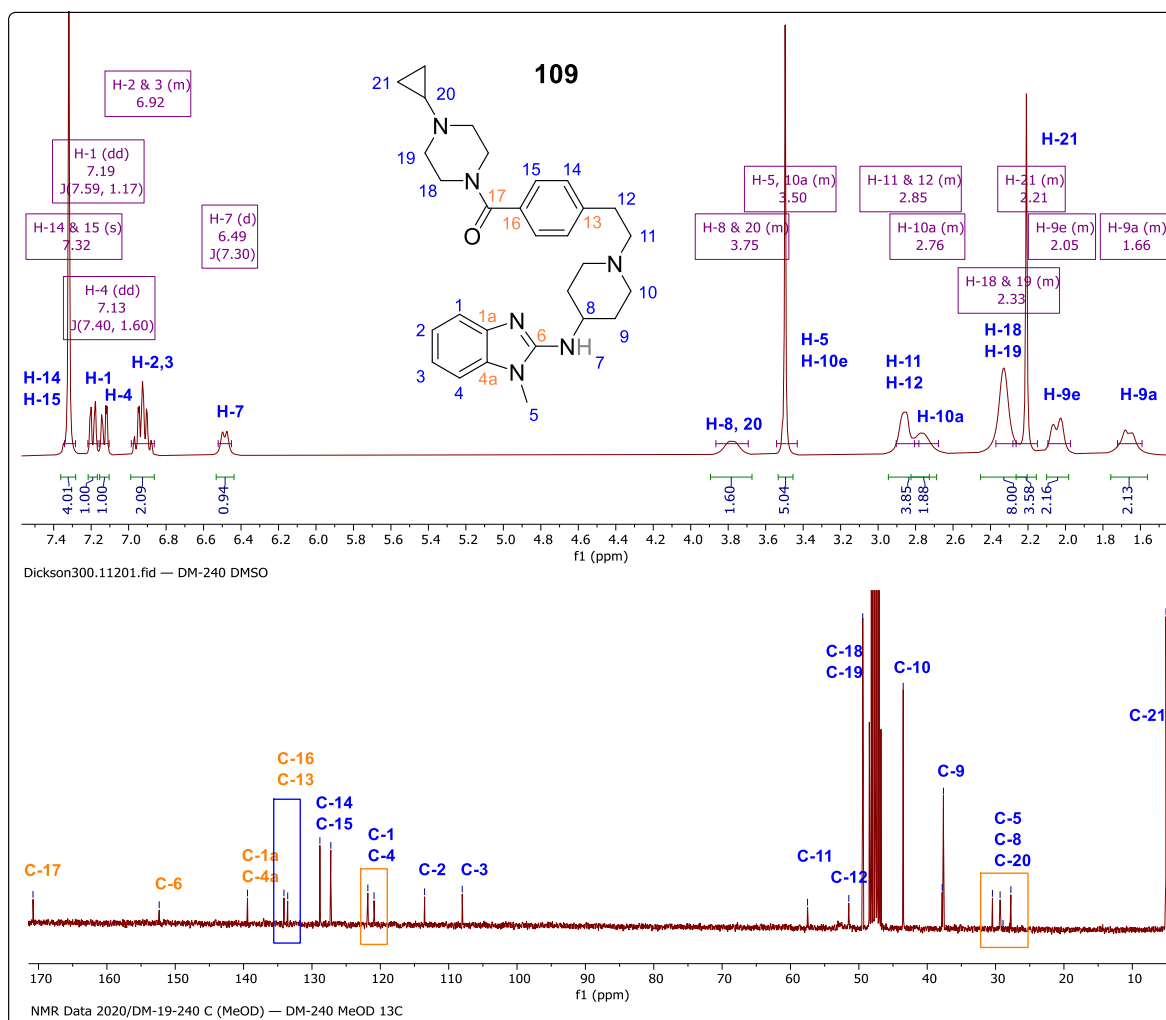 109
H-2 & 3 (m)
6.92
H-1 (dd)
7.19
J(7.59, 1.17)
H-14 & 15 (s)
7.32
H-4 (dd)
7.13
J(7.40, 1.60)
H-7 (d)
6.49
J(7.30)
H-5, 10a (m)
3.50
H-8 & 20 (m)
3.75
H-11 & 12 (m)
2.85
H-10a (m)
2.76
H-18 & 19 (m)
2.33
H-21 (m)
2.21
H-9e (m)
2.05
H-9a (m)
1.66
H-21
H-14
H-15
H-1
H-4
H-2,3
H-7
H-8, 20
H-5
H-10e
H-11
H-12
H-10a
H-18
H-19
H-9e
H-9a
21
20
N
19
18
N
17
O
16
15
14
13
12
11
N
10
9
8
NH
7
6
N
1a
1
2
3
4
4a
N
5
4.01
1.00
1.00
2.09
0.94
1.60
5.04
3.85
1.88
8.00
3.58
2.16
2.13
7.4 7.2 7.0 6.8 6.6 6.4 6.2 6.0 5.8 5.6 5.4 5.2 5.0 4.8 4.6 4.4 4.2 4.0 3.8 3.6 3.4 3.2 3.0 2.8 2.6 2.4 2.2 2.0 1.8 1.6
f1 (ppm)
Dickson300.11201.fid — DM-240 DMSO
C-17
C-6
C-1a
C-4a
C-16
C-13
C-14
C-15
C-1
C-4
C-2
C-3
C-11
C-12
C-18
C-19
C-10
C-9
C-5
C-8
C-20
C-21
170 160 150 140 130 120 110 100 90 80 70 60 50 40 30 20 10
f1 (ppm)
NMR Data 2020/DM-19-240 C (MeOD) — DM-240 MeOD 13C